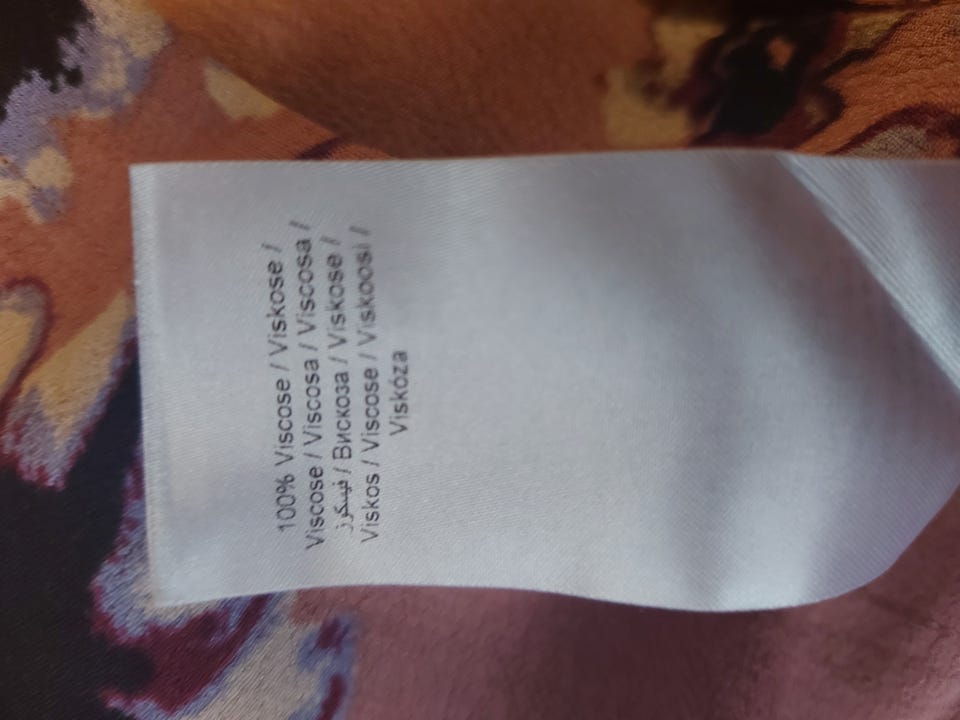 100% Viscose / Viskose /
Viscose / Viscosa / Viscosa /
فيسكوز / Вискоза / Viskose /
Viskos / Viscose / Viskoosi /
Viskóza